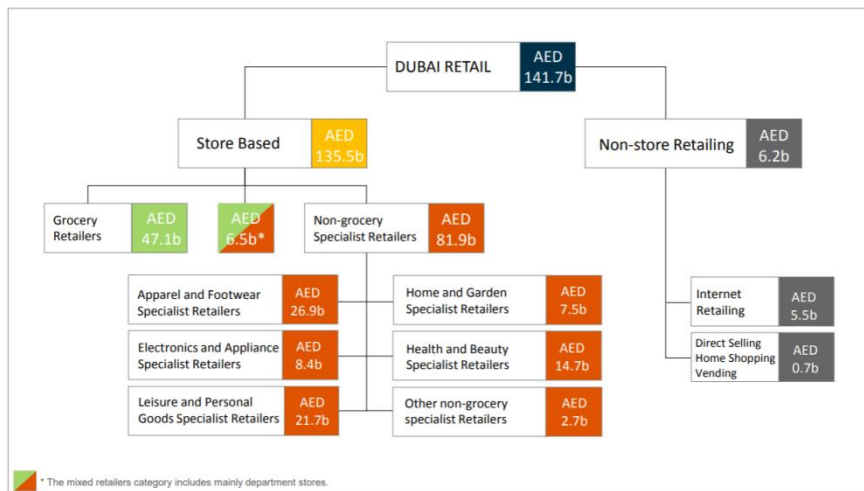 DUBAI RETAIL
AED
141.7b
Store Based
AED
135.5b
Non-store Retailing
AED
6.2b
Grocery
Retailers
AED
47.1b
AED
6.5b*
Non-grocery
Specialist Retailers
AED
81.9b
Apparel and Footwear
Specialist Retailers
AED
26.9b
Home and Garden
Specialist Retailers
AED
7.5b
Internet
Retailing
AED
5.5b
Electronics and Appliance
Specialist Retailers
AED
8.4b
Health and Beauty
Specialist Retailers
AED
14.7b
Direct Selling
Home Shopping
Vending
AED
0.7b
Leisure and Personal
Goods Specialist Retailers
AED
21.7b
Other non-grocery
specialist Retailers
AED
2.7b
* The mixed retailers category includes mainly department stores.